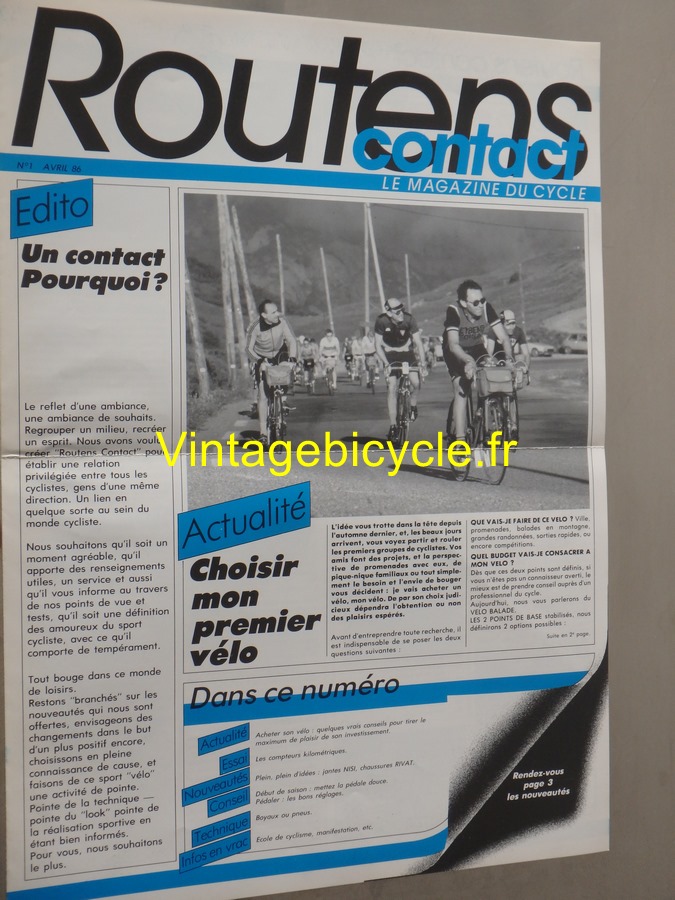 Routens
contact
N°1 AVRIL 86
LE MAGAZINE DU CYCLE
Edito
Un contact
Pourquoi ?
Le reflet d'une ambiance,
une ambiance de souhaits.
Regrouper un milieu, recréer
un esprit. Nous avons voulu
créer "Routens Contact" pour
établir une relation
privilégiée entre tous les
cyclistes, gens d'une même
direction. Un lien en
quelque sorte au sein du
monde cycliste.
Nous souhaitons qu'il soit un
moment agréable, qu'il
apporte des renseignements
utiles, un service et aussi
qu'il vous informe au travers
de nos points de vue et
tests, qu'il soit une définition
des amoureux du sport
cycliste, avec ce qu'il
comporte de tempérament.
Tout bouge dans ce monde
de loisirs.
Restons "branchés" sur les
nouveautés qui nous sont
offertes, envisageons des
changements dans le but
d'un plus positif encore,
choisissons en pleine
connaissance de cause, et
faisons de ce sport "vélo"
une activité de pointe.
Pointe de la technique —
pointe du "look" pointe de
la réalisation sportive en
étant bien informés.
Pour vous, nous souhaitons
le plus.
Vintagebicycle.fr
Actualité
Choisir
mon
premier
vélo
L'idée vous trotte dans la tête depuis
l'automne dernier, et, les beaux jours
arrivent, vous voyez partir et rouler
les premiers groupes de cyclistes. Vos
amis font des projets, et la perspec-
tive de promenades avec eux, de
pique-nique familiaux ou tout simple-
ment le besoin et l'envie de bouger
vous décident : je vais acheter un
vélo, mon vélo. De par son choix judi-
cieux dépendra l'obtention ou non
des plaisirs espérés.
Avant d'entreprendre toute recherche, il
est indispensable de se poser les deux
questions suivantes :
QUE VAIS-JE FAIRE DE CE VELO ? Ville,
promenades, balades en montagne,
grandes randonnées, sorties rapides, ou
encore compétitions.
QUEL BUDGET VAIS-JE CONSACRER A
MON VELO ?
Dès que ces deux points sont définis, si
vous n'êtes pas un connaisseur averti, le
mieux est de prendre conseil auprès d'un
professionnel du cycle.
Aujourd'hui, nous vous parlerons du
VELO BALADE.
LES 2 POINTS DE BASE stabilisés, nous
définirons 2 options possibles :
Suite en 2e page.
Dans ce numéro
Actualité
Acheter son vélo : quelques vrais conseils pour tirer le
maximum de plaisir de son investissement.
Essai
Les compteurs kilométriques.
Nouveautés
Plein, plein d'idées : jantes NISI, chaussures RIVAT.
Conseil
Début de saison : mettez la pédale douce.
Pédaler : les bons réglages.
Technique
Boyaux ou pneus.
Infos en vrac
Ecole de cyclisme, manifestation, etc.
Rendez-vous
page 3
les nouveautés